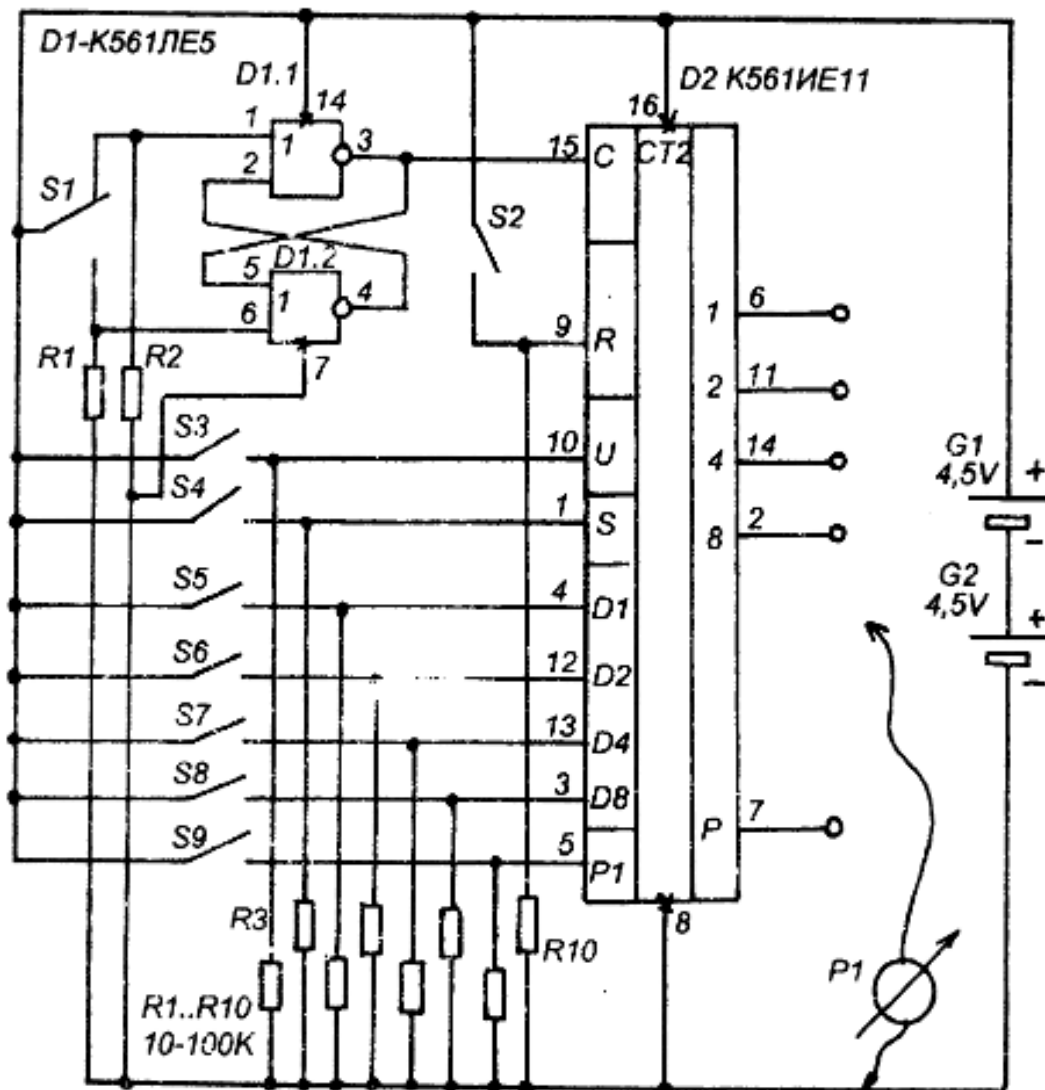 D1-К561ЛЕ5
D1.1
14
D2 К561ИЕ11
16
1
1
3
15
C
CT2
2
S1
S2
D1.2
5
4
1
6
7
9
R
1
6
R1
R2
2
11
S3
10
U
4
14
G1
4,5V
+
-
S4
1
S
8
2
S5
4
D1
G2
4,5V
+
-
S6
12
D2
S7
13
D4
S8
3
D8
S9
5
P1
P
7
R3
R10
8
P1
R1..R10
10-100K